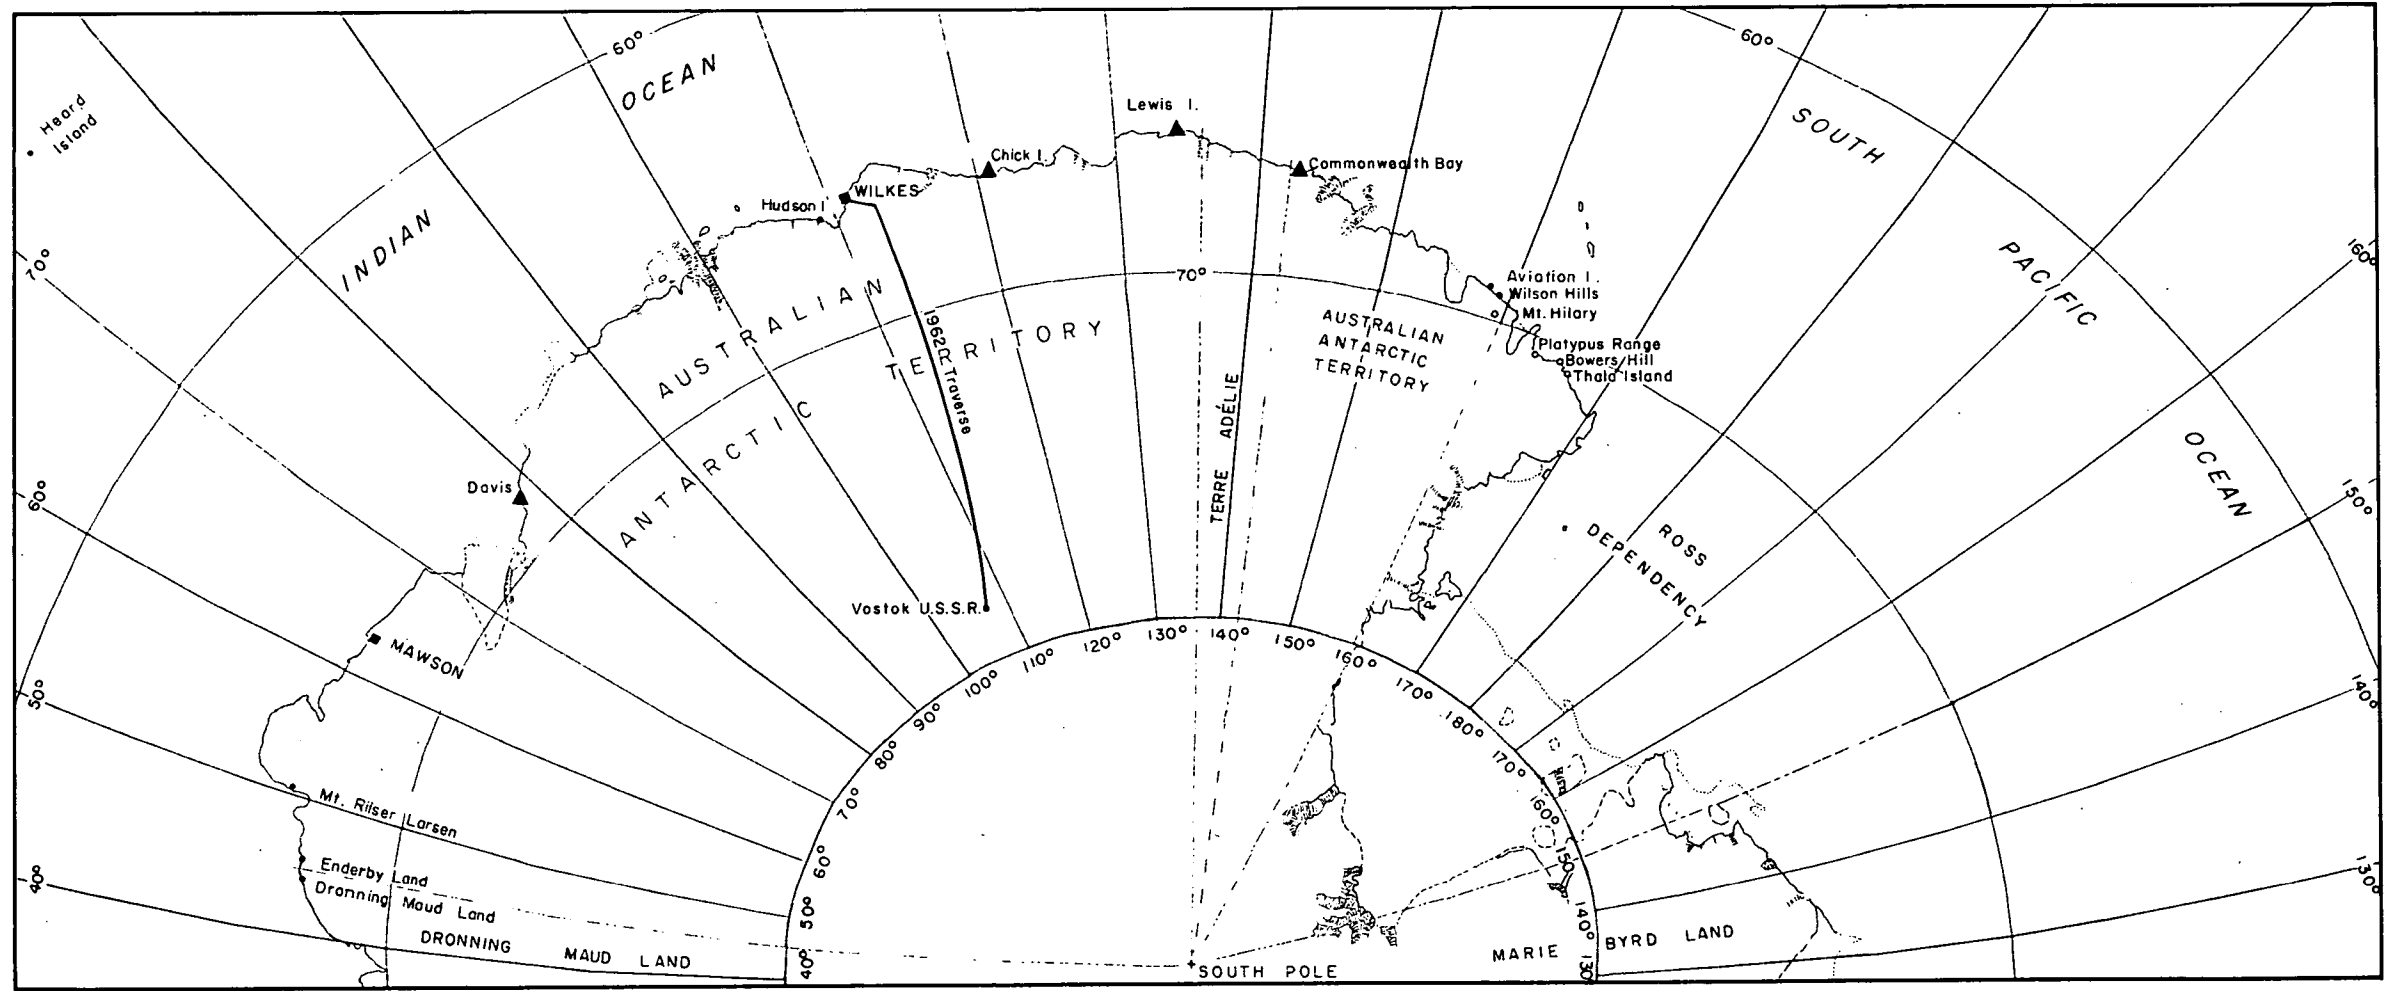 60°
60°
OCEAN
Heard
Island
Lewis I.
SOUTH
Chick I.
Commonwealth Bay
WILKES
Hudson I
INDIAN
160°
70°
PACIFIC
70°
Aviation I.
Wilson Hills
Mt. Hilary
AUSTRALIAN
ANTARCTIC
TERRITORY
1962 Traverse
AUSTRALIAN
ANTARCTIC
TERRITORY
Platypus Range
Bowers Hill
Thala Island
TERRE ADÉLIE
OCEAN
Davis
60°
150°
ROSS
DEPENDENCY
Vostok U.S.S.R.
MAWSON
50°
140°
40°
50°
60°
70°
80°
90°
100°
110°
120°
130°
140°
150°
160°
170°
180°
170°
160°
150°
140°
130
Mt. Riiser Larsen
Enderby Land
Dronning Maud Land
40°
130°
DRONNING MAUD LAND
MARIE BYRD LAND
SOUTH POLE